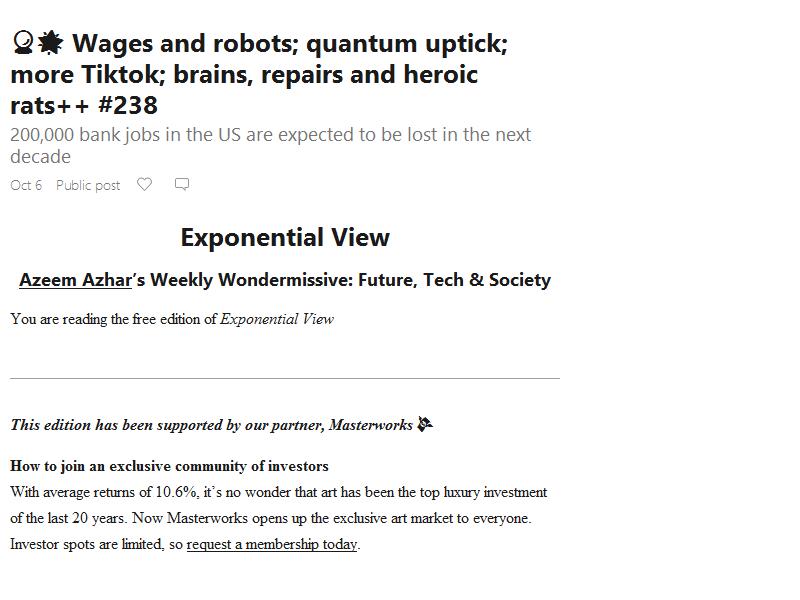 🔮🌟 Wages and robots; quantum uptick;
more Tiktok; brains, repairs and heroic
rats++ #238
200,000 bank jobs in the US are expected to be lost in the next
decade
Oct 6 Public post
Exponential View
Azeem Azhar’s Weekly Wondermissive: Future, Tech & Society
You are reading the free edition of Exponential View
This edition has been supported by our partner, Masterworks
How to join an exclusive community of investors
With average returns of 10.6%, it’s no wonder that art has been the top luxury investment
of the last 20 years. Now Masterworks opens up the exclusive art market to everyone.
Investor spots are limited, so request a membership today.